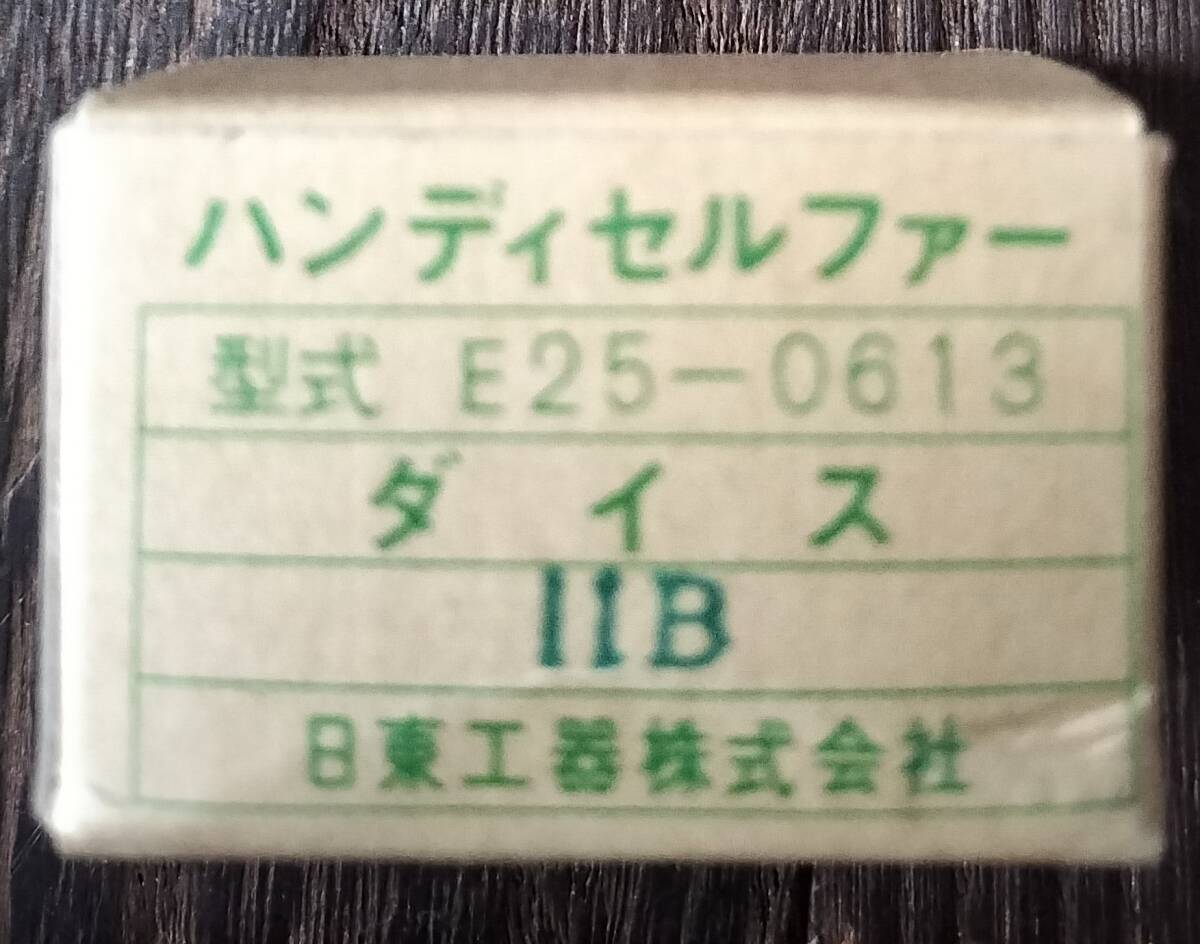 ハンディセルファー
型式 E25-0613
ダイス
11B
日東工器株式会社